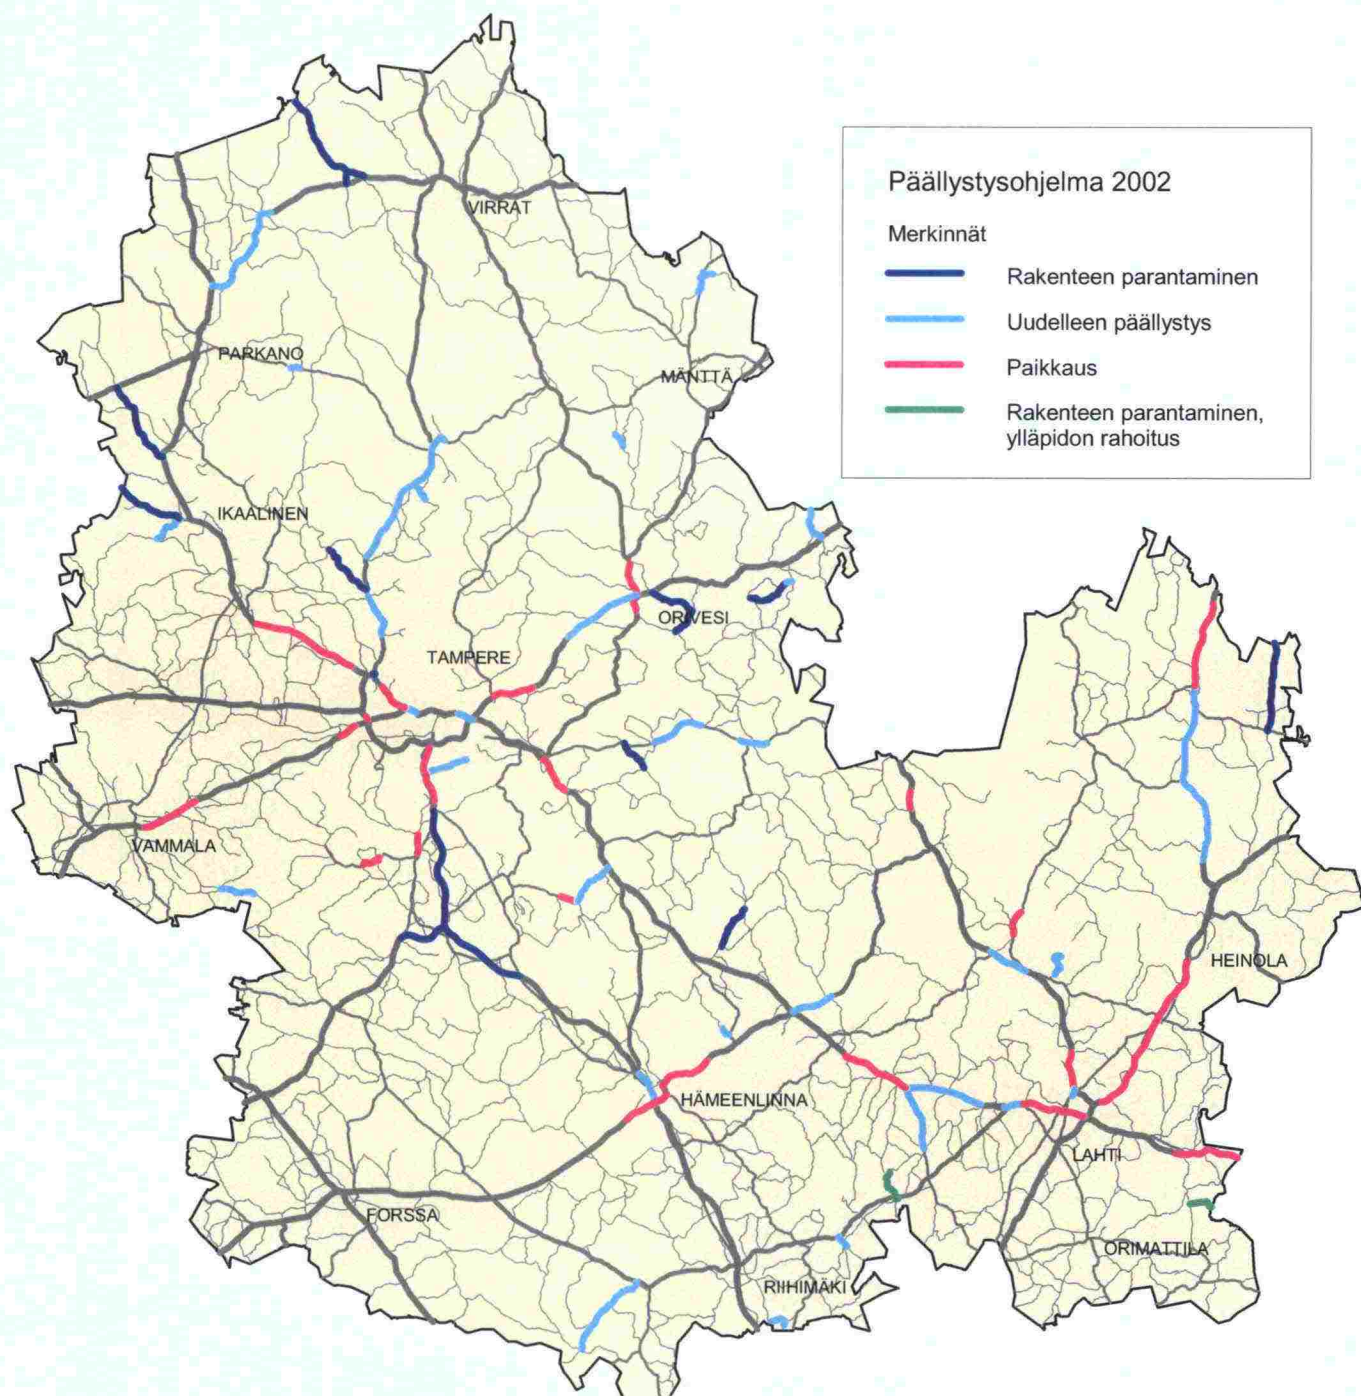 Päällystysohjelma 2002
Merkinnät
Rakenteen parantaminen
Uudelleen päällystys
Paikkaus
Rakenteen parantaminen,
ylläpidon rahoitus
VIRRAT
PARKANO
MÄNTTÄ
IKAALINEN
ORIVESI
TAMPERE
VAMMALA
HEINOLA
HÄMEENLINNA
LAHTI
FORSSA
ORIMATTILA
RIIHIMÄKI